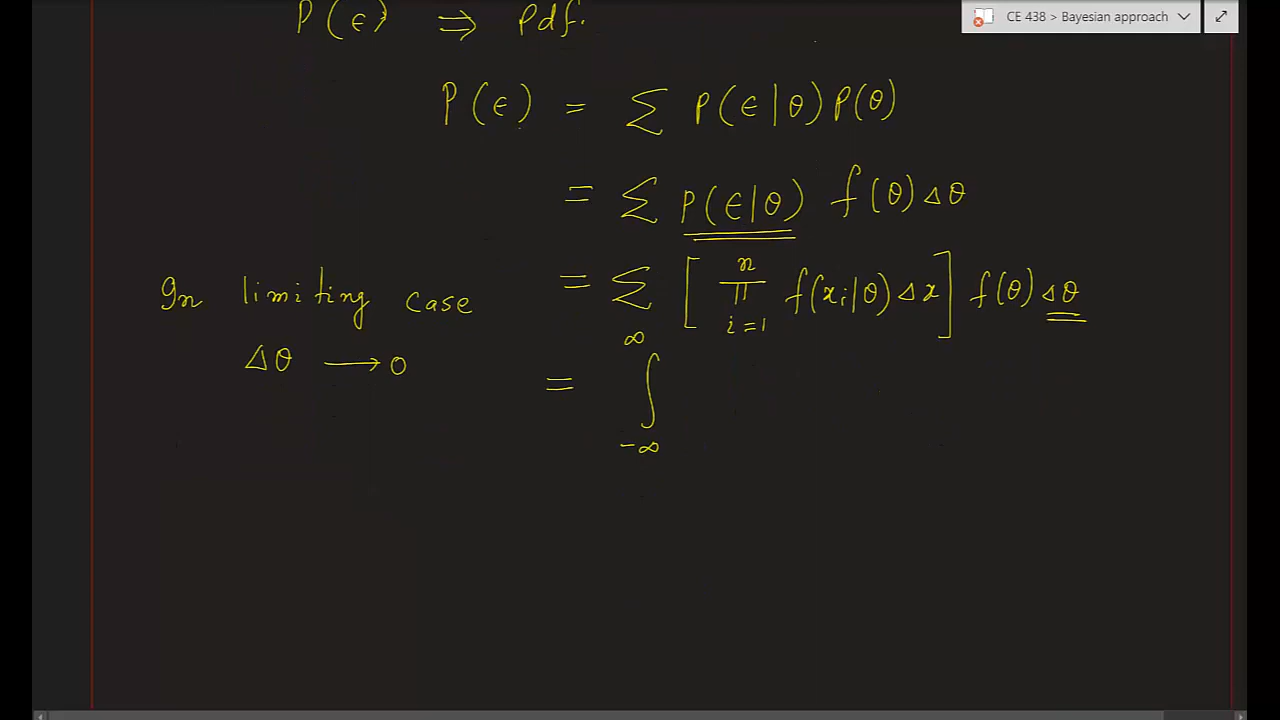 CE 438 > Bayesian approach
P(ϵ) ⇒ Pdf.
P(ϵ) = ∑ P(ϵ|θ)P(θ)
= ∑ P(ϵ|θ) f(θ)Δθ
= ∑ [ n ∏ i=1 f(xᵢ|θ)Δx ] f(θ)Δθ
In limiting case
Δθ → 0
= ∫ ∞ -∞